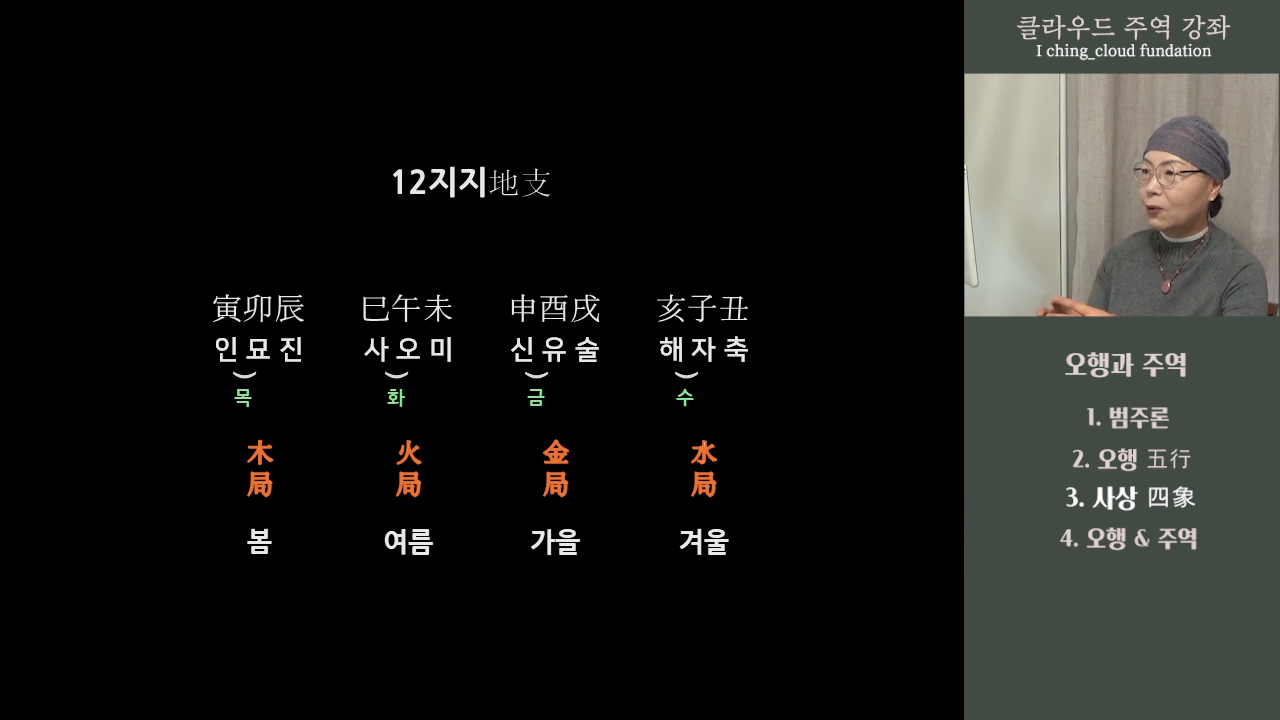 클라우드 주역 강좌
I ching_cloud fundation
12지지地支
寅卯辰 巳午未 申酉戌 亥子丑
인 묘 진 사 오 미 신 유 술 해 자 축
목 화 금 수
木局 火局 金局 水局
봄 여름 가을 겨울
오행과 주역
1. 범주론
2. 오행 五行
3. 사상 四象
4. 오행 & 주역